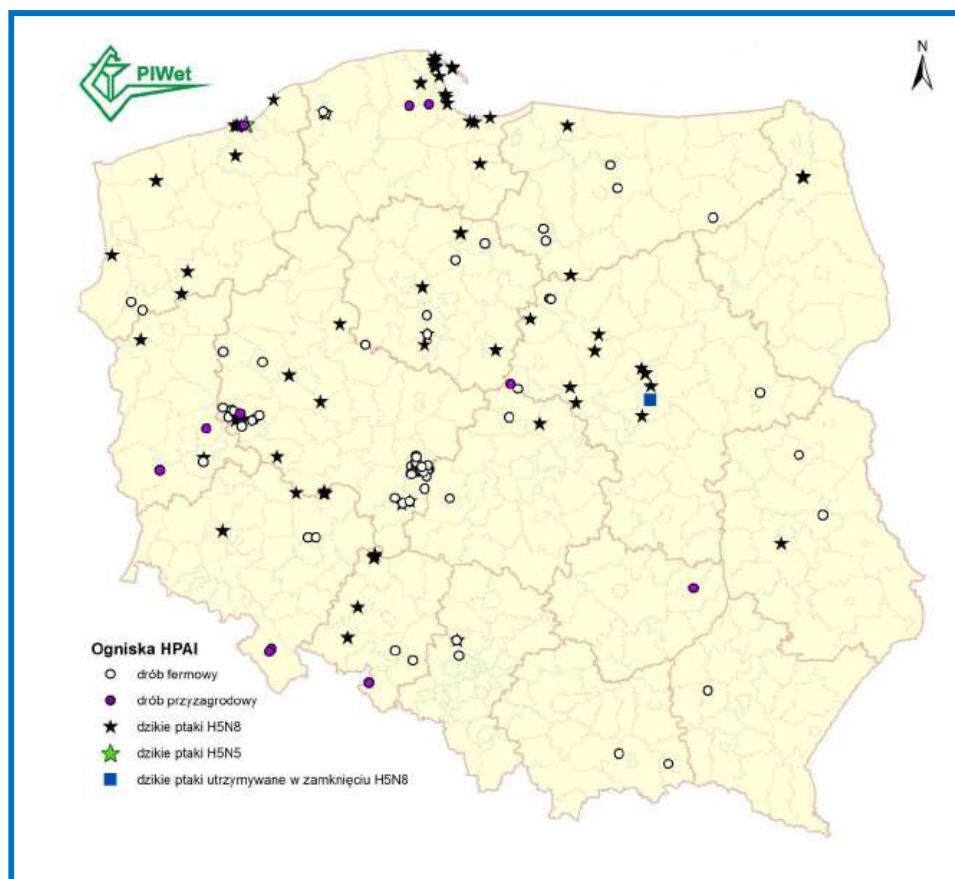 PIWet
N
Ogniska HPAI
drób fermowy
drób przyzagrodowy
dzikie ptaki H5N8
dzikie ptaki H5N5
dzikie ptaki utrzymywane w zamknięciu H5N8